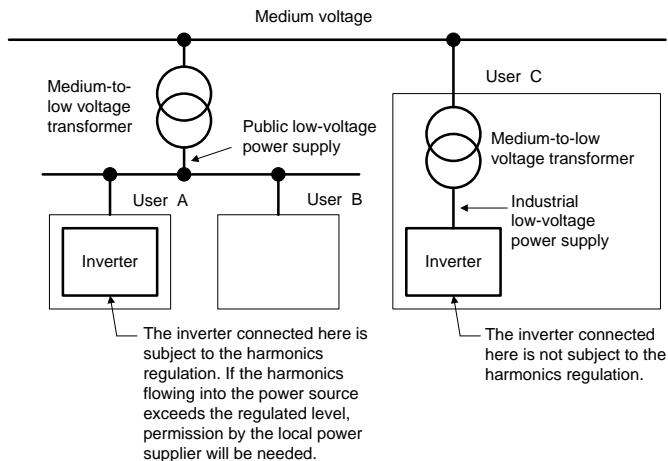 Medium voltage
Medium-to-
low voltage
transformer
Public low-voltage
power supply
User C
Medium-to-low
voltage transformer
Industrial
low-voltage
power supply
User A
User B
Inverter
Inverter
The inverter connected here is
subject to the harmonics
regulation. If the harmonics
flowing into the power source
exceeds the regulated level,
permission by the local power
supplier will be needed.
The inverter connected
here is not subject to the
harmonics regulation.